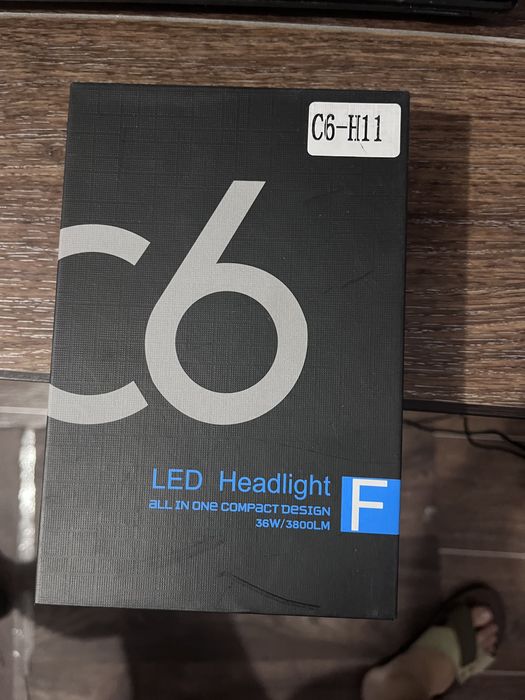 C6-H11
C6
LED Headlight
ALL IN ONE COMPACT DESIGN
36W/3800LM
F